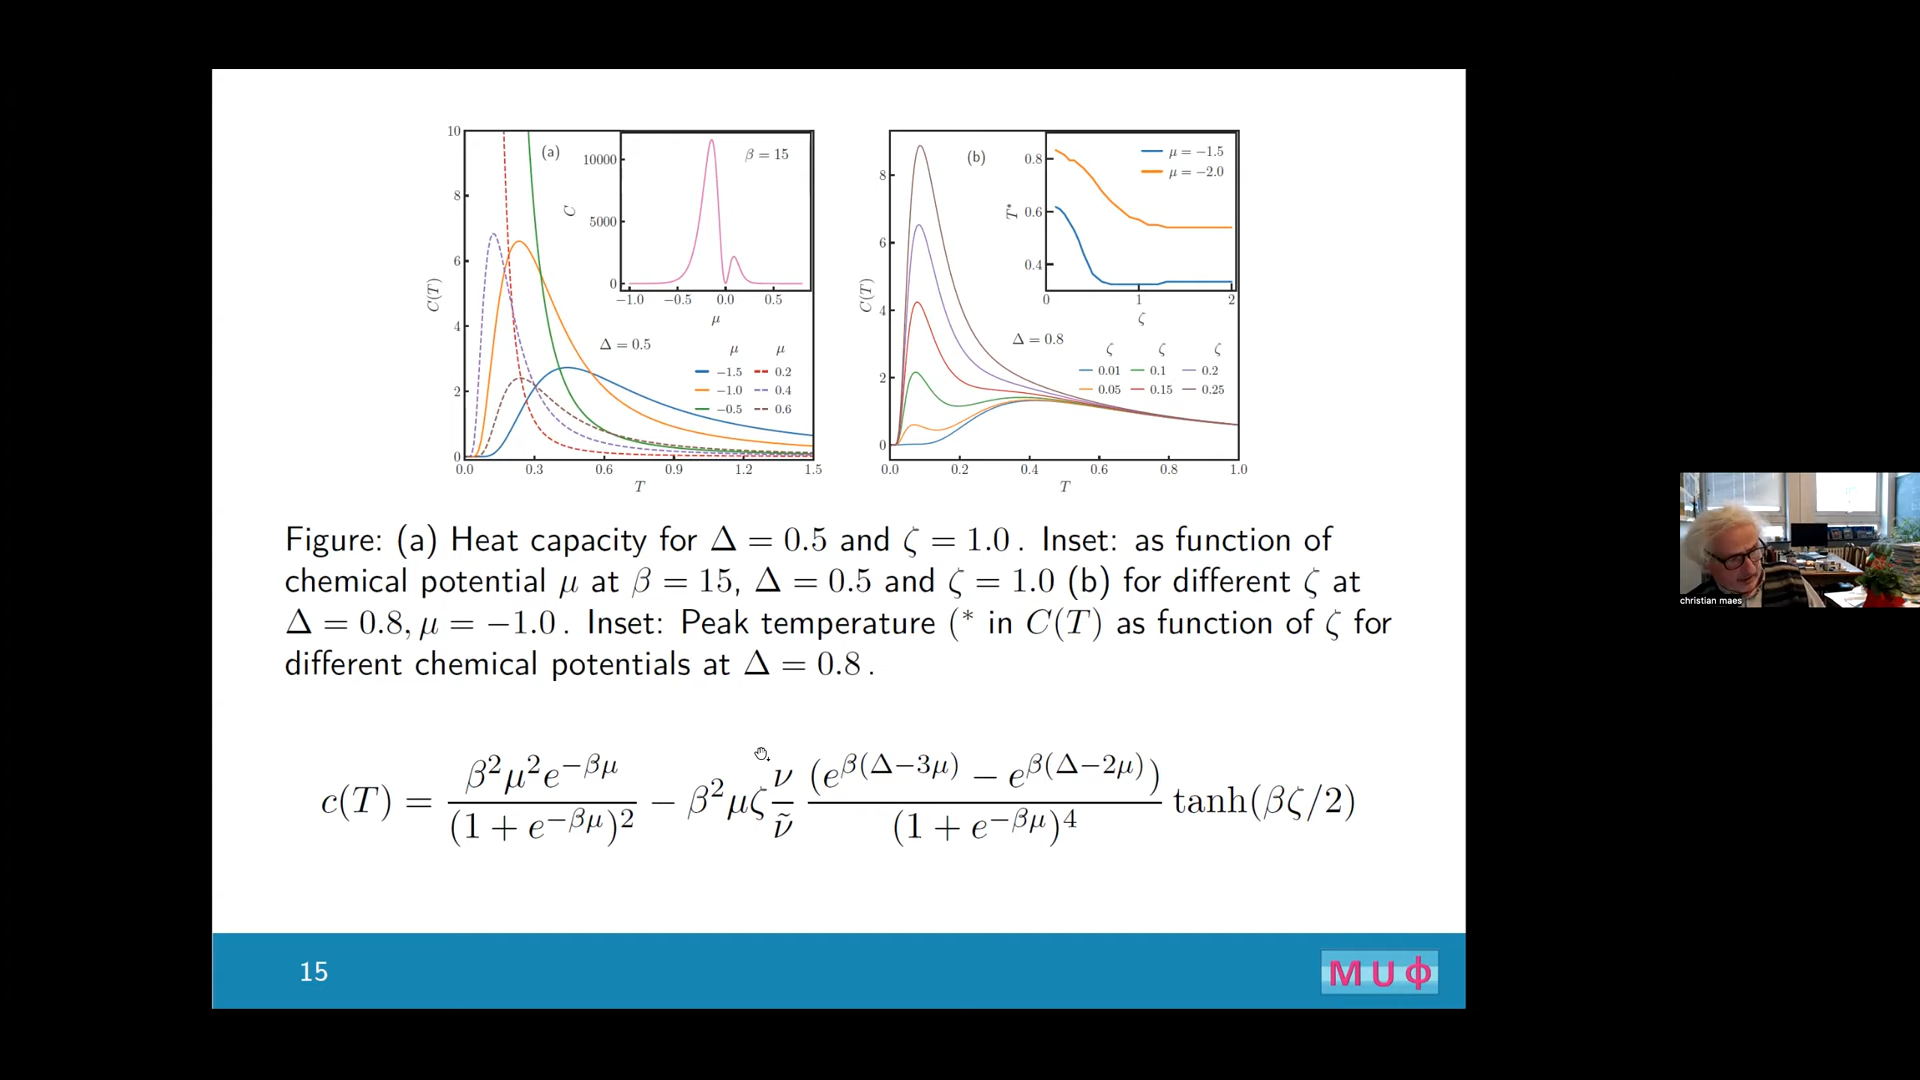 10
8
6
4
2
0
C(T)
0.0 0.3 0.6 0.9 1.2 1.5
T
(a)
10000
5000
0
C
β = 15
−1.0 −0.5 0.0 0.5
μ
Δ = 0.5
μ μ
−1.5 0.2
−1.0 0.4
−0.5 0.6
8
6
4
2
0
C(T)
0.0 0.2 0.4 0.6 0.8 1.0
T
(b)
0.8
0.6
0.4
T*
μ = −1.5
μ = −2.0
0 1 2
ζ
Δ = 0.8
ζ ζ ζ
0.01 0.1 0.2
0.05 0.15 0.25
Figure: (a) Heat capacity for Δ = 0.5 and ζ = 1.0 . Inset: as function of
chemical potential μ at β = 15, Δ = 0.5 and ζ = 1.0 (b) for different ζ at
Δ = 0.8, μ = −1.0 . Inset: Peak temperature (* in C(T) as function of ζ for
different chemical potentials at Δ = 0.8 .
c(T) = β²μ²e^{−βμ} / (1 + e^{−βμ})² − β²μζ ν/ν̃ (e^{β(Δ−3μ)} − e^{β(Δ−2μ)}) / (1 + e^{−βμ})⁴ tanh(βζ/2)
15
M U Φ
christian maes